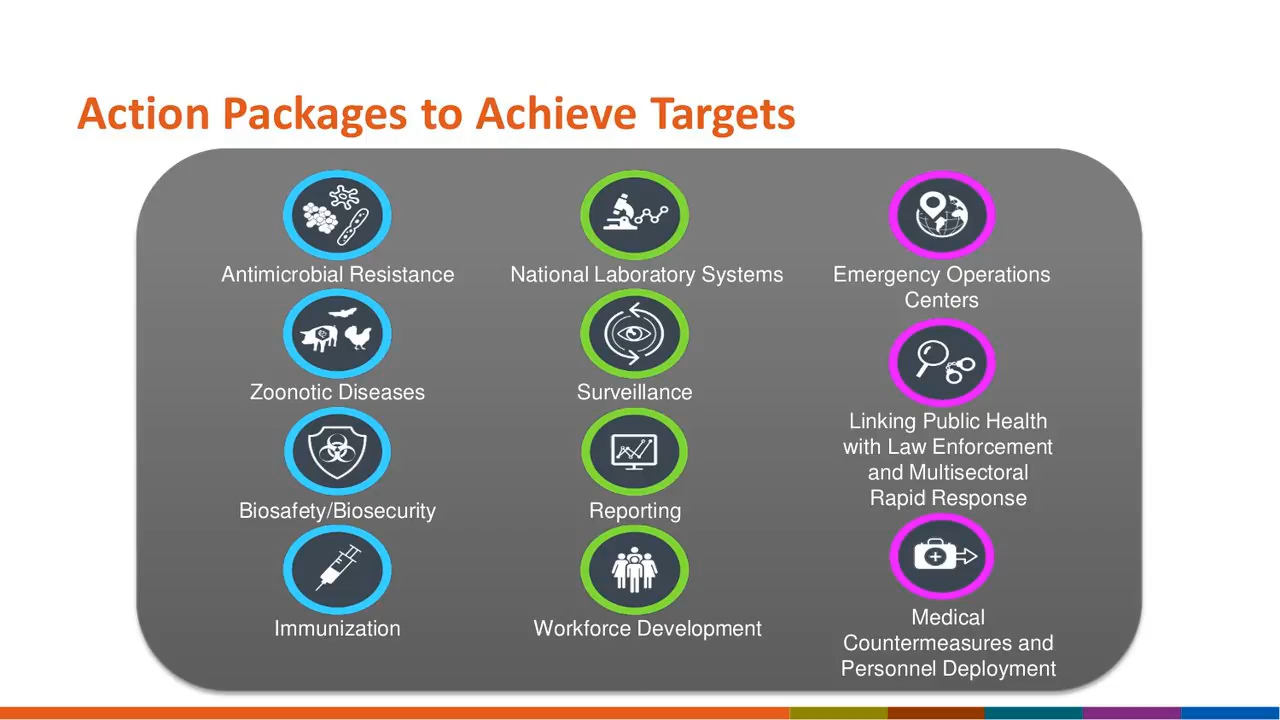 Action Packages to Achieve Targets
Antimicrobial Resistance
Zoonotic Diseases
Biosafety/Biosecurity
Immunization
National Laboratory Systems
Surveillance
Reporting
Workforce Development
Emergency Operations
Centers
Linking Public Health
with Law Enforcement
and Multisectoral
Rapid Response
Medical
Countermeasures and
Personnel Deployment